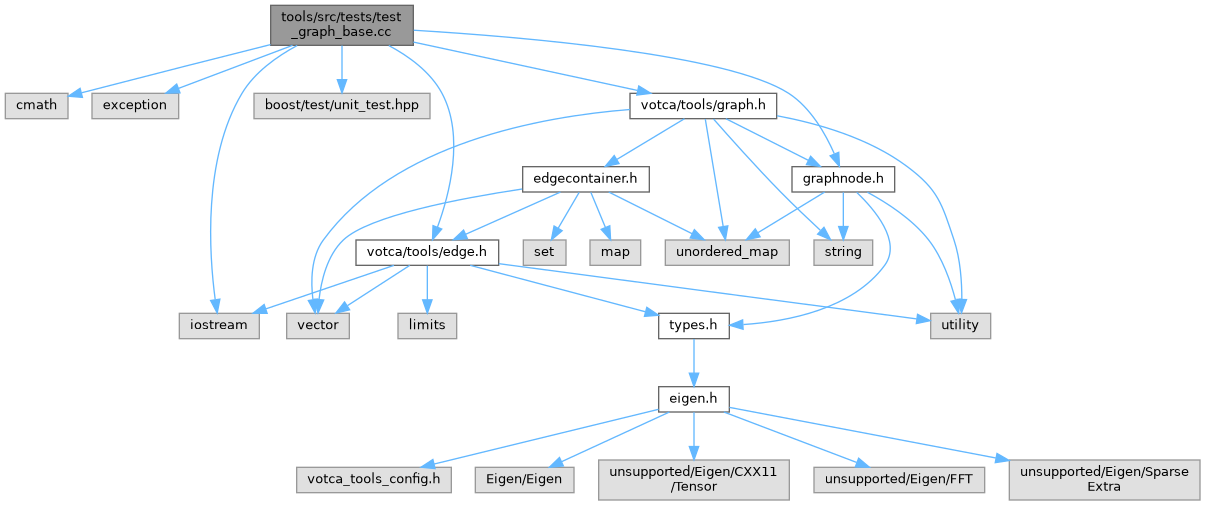 tools/src/tests/test
_graph_base.cc
cmath
exception
boost/test/unit_test.hpp
votca/tools/graph.h
edgecontainer.h
graphnode.h
votca/tools/edge.h
set
map
unordered_map
string
iostream
vector
limits
types.h
utility
eigen.h
votca_tools_config.h
Eigen/Eigen
unsupported/Eigen/CXX11
/Tensor
unsupported/Eigen/FFT
unsupported/Eigen/Sparse
Extra